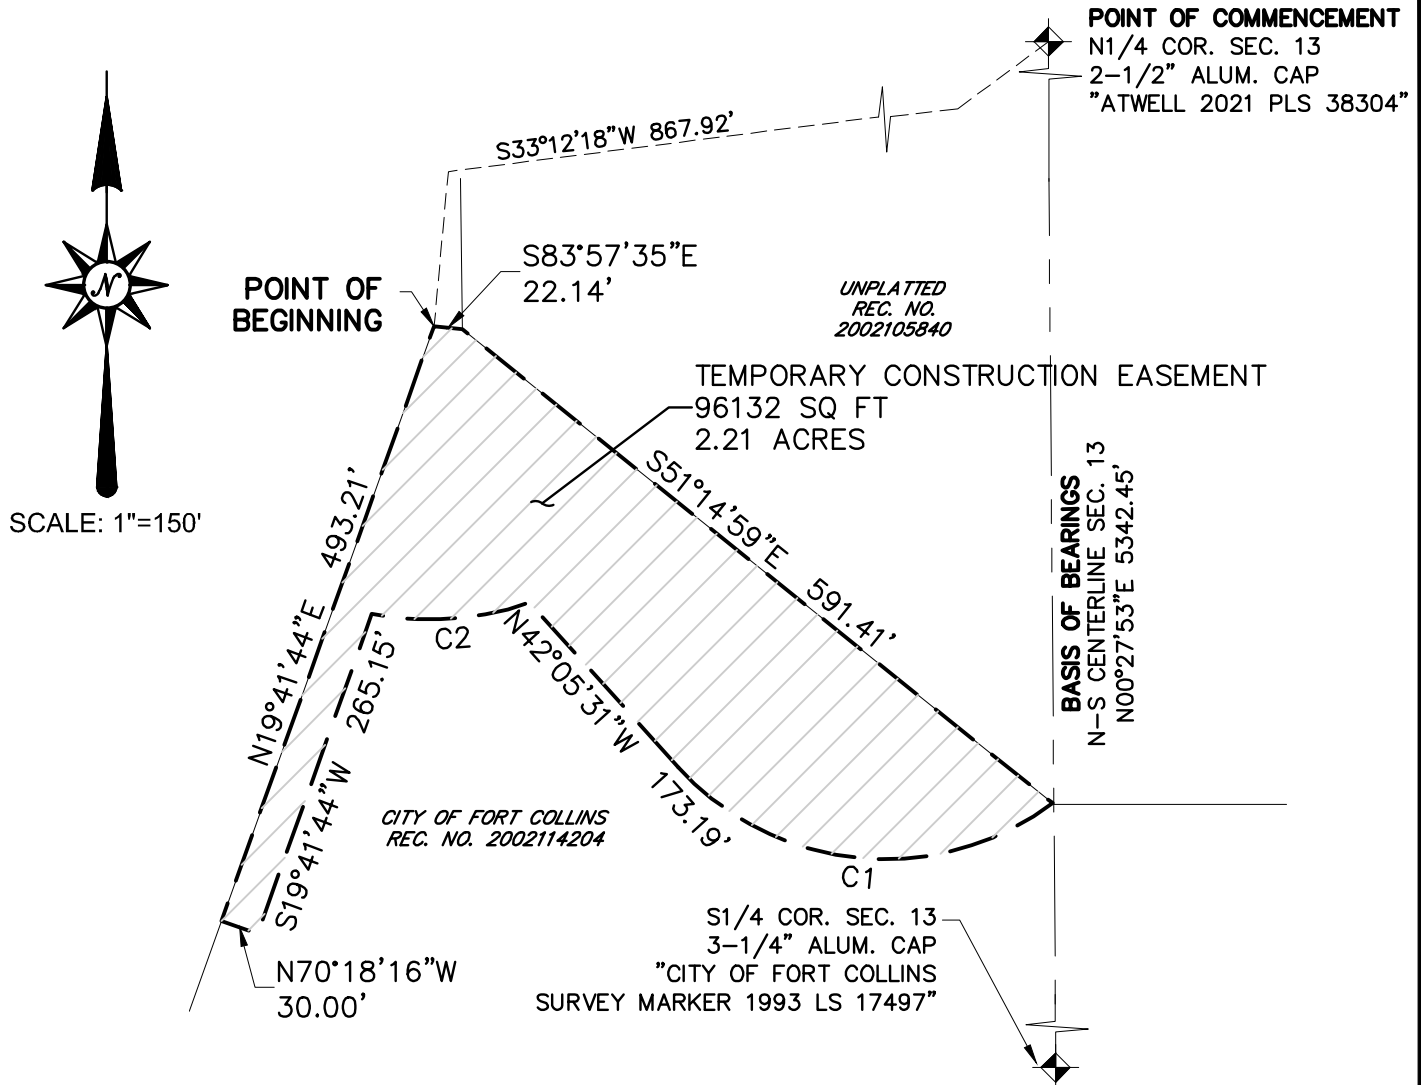 POINT OF COMMENCEMENT
N1/4 COR. SEC. 13
2-1/2" ALUM. CAP
"ATWELL 2021 PLS 38304"
S33°12'18"W 867.92'
S83°57'35"E
22.14'
POINT OF
BEGINNING
UNPLATTED
REC. NO.
2002105840
N
TEMPORARY CONSTRUCTION EASEMENT
96132 SQ FT
2.21 ACRES
SCALE: 1"=150'
S51°14'59"E 591.41'
BASIS OF BEARINGS
N-S CENTERLINE SEC. 13
N00°27'53"E 5342.45'
N19°41'44"E 493.21'
S19°41'44"W 265.15'
C2
N42°05'31"W 173.19'
CITY OF FORT COLLINS
REC. NO. 2002114204
C1
S1/4 COR. SEC. 13
3-1/4" ALUM. CAP
"CITY OF FORT COLLINS
SURVEY MARKER 1993 LS 17497"
N70°18'16"W
30.00'